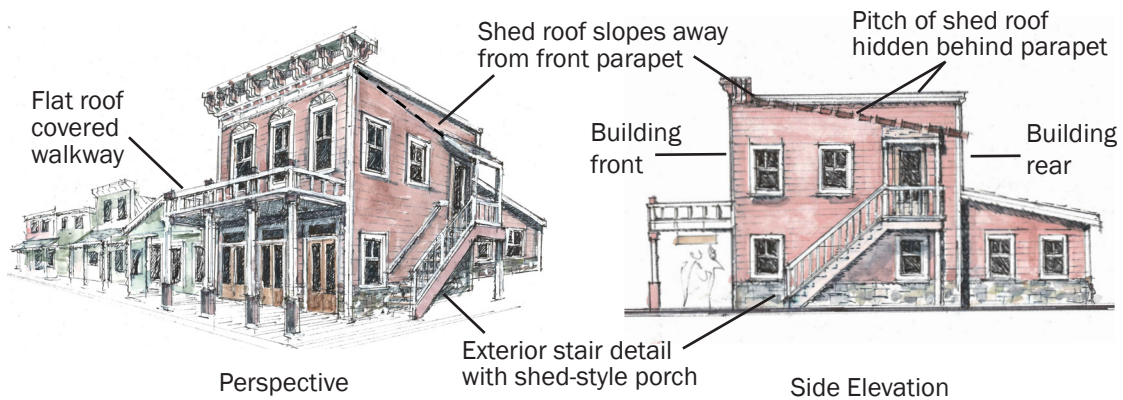 Shed roof slopes away
from front parapet
Pitch of shed roof
hidden behind parapet
Flat roof
covered
walkway
Building
front
Building
rear
Exterior stair detail
with shed-style porch
Perspective
Side Elevation